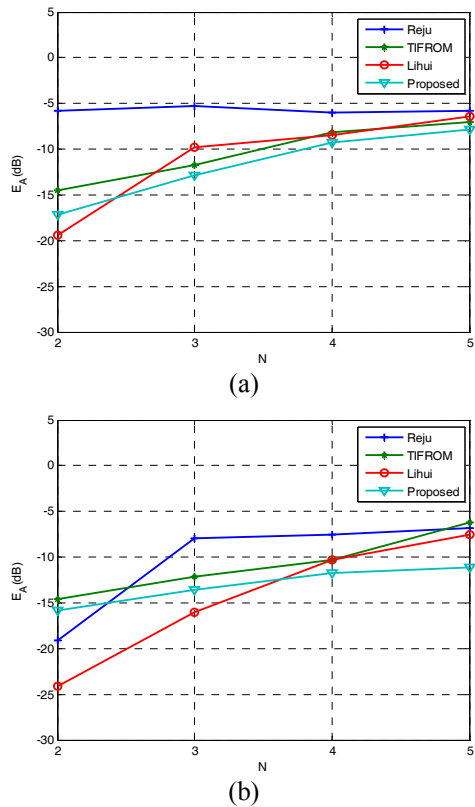 5
0
-5
-10
-15
-20
-25
-30
E_A (dB)
2
3
4
5
N
Reju
TIFROM
Lihui
Proposed
(a)
5
0
-5
-10
-15
-20
-25
-30
E_A (dB)
2
3
4
5
N
Reju
TIFROM
Lihui
Proposed
(b)